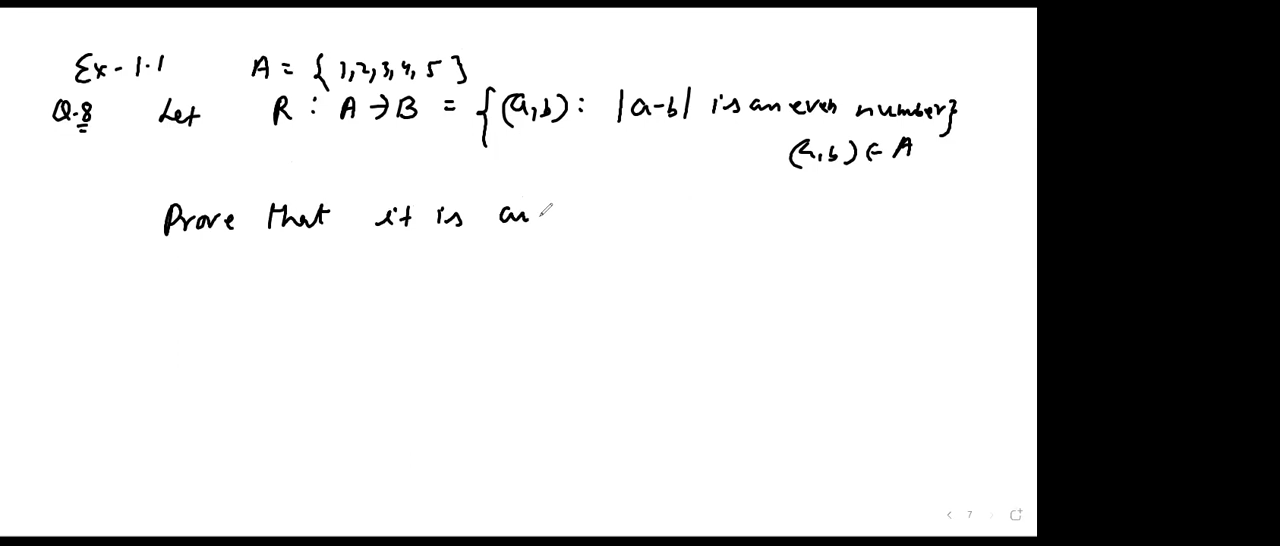 Ex - 1.1 A = {1,2,3,4,5}
Q.8 Let R : A → B = {(a,b) : |a-b| is an even number}
(a,b) ∈ A
Prove that it is an
7